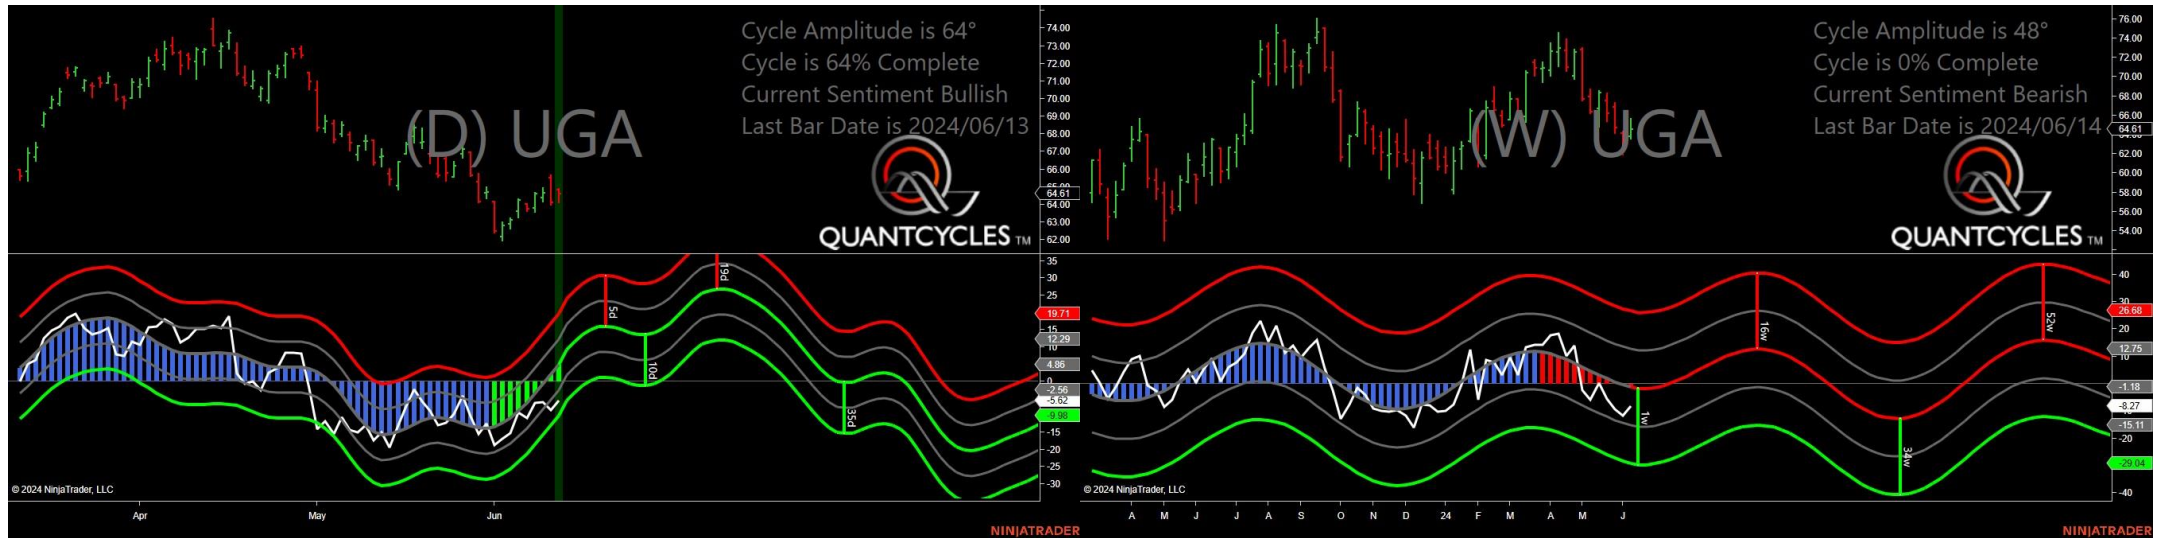 Cycle Amplitude is 64°
Cycle is 64% Complete
Current Sentiment Bullish
Last Bar Date is 2024/06/13
(D) UGA
QUANTCYCLES TM
74.00
73.00
72.00
71.00
70.00
69.00
68.00
67.00
66.00
64.61
64.00
63.00
62.00
35
30
25
19.71
15
12.29
10
4.86
0
-2.56
-5.62
-9.98
-15
-20
-25
-30
5d
10d
19d
35d
© 2024 NinjaTrader, LLC
Apr
May
Jun
NINJATRADER
Cycle Amplitude is 48°
Cycle is 0% Complete
Current Sentiment Bearish
Last Bar Date is 2024/06/14
(W) UGA
QUANTCYCLES TM
76.00
74.00
72.00
70.00
68.00
66.00
64.61
62.00
60.00
58.00
56.00
54.00
40
30
26.68
20
12.75
10
-1.18
-8.27
-15.11
-20
-29.04
-40
1w
16w
34w
52w
© 2024 NinjaTrader, LLC
A M J J A S O N D 24 F M A M J
NINJATRADER